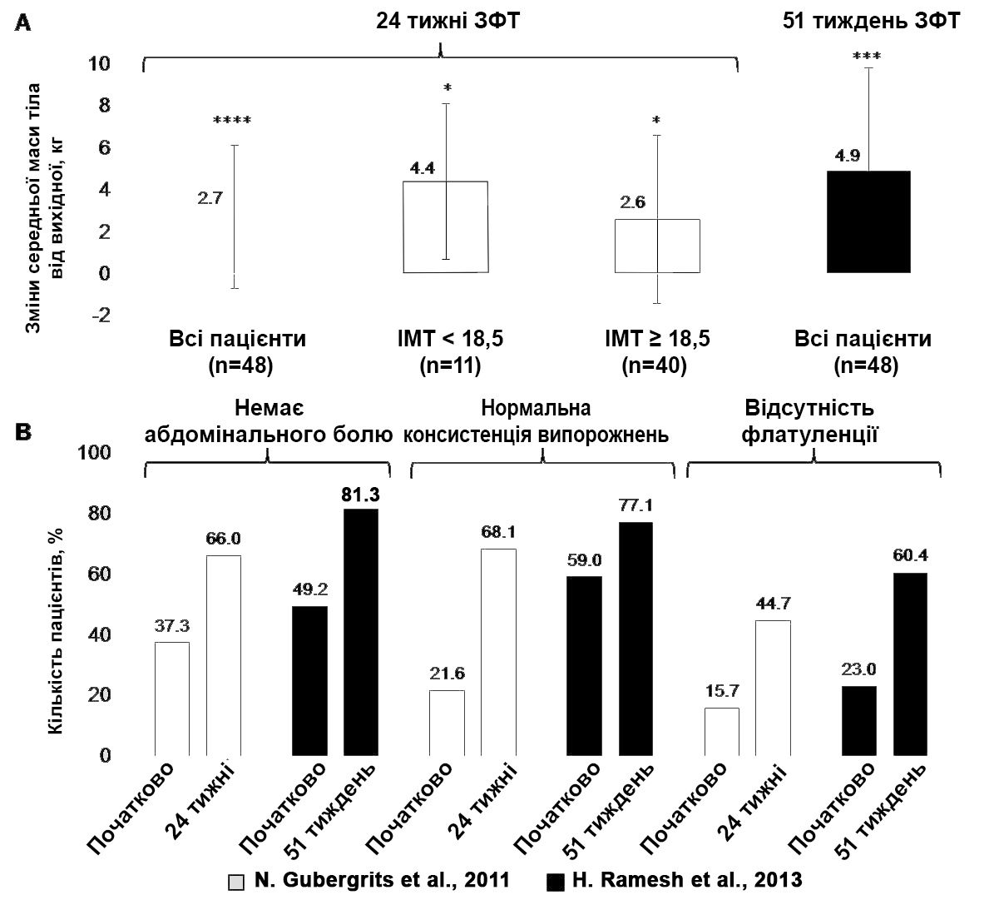 A
24 тижні ЗФТ
51 тиждень ЗФТ
Зміни середньої маси тіла
від вихідної, кг
10
8
6
4
2
0
-2
****
2.7
*
4.4
*
2.6
***
4.9
Всі пацієнти
(n=48)
ІМТ < 18,5
(n=11)
ІМТ ≥ 18,5
(n=40)
Всі пацієнти
(n=48)
B
Немає
абдомінального болю
Нормальна
консистенція випорожнень
Відсутність
флатуленції
Кількість пацієнтів, %
100
80
60
40
20
0
37.3
66.0
49.2
81.3
21.6
68.1
59.0
77.1
15.7
44.7
23.0
60.4
Початково
24 тижні
Початково
51 тиждень
Початково
24 тижні
Початково
51 тиждень
Початково
24 тижні
Початково
51 тиждень
N. Gubergrits et al., 2011
H. Ramesh et al., 2013